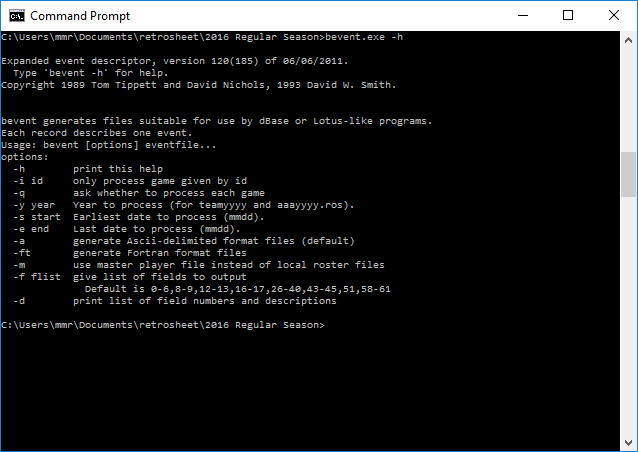 Command Prompt
C:\Users\mmr\Documents\retrosheet\2016 Regular Season>bevent.exe -h
Expanded event descriptor, version 120(185) of 06/06/2011.
Type 'bevent -h' for help.
Copyright 1989 Tom Tippett and David Nichols, 1993 David W. Smith.
bevent generates files suitable for use by dBase or Lotus-like programs.
Each record describes one event.
Usage: bevent [options] eventfile...
options:
-h print this help
-i id only process game given by id
-q ask whether to process each game
-y year Year to process (for teamyyyy and aaayyyy.ros).
-s start Earliest date to process (mmdd).
-e end Last date to process (mmdd).
-a generate Ascii-delimited format files (default)
-ft generate Fortran format files
-m use master player file instead of local roster files
-f flist give list of fields to output
Default is 0-6,8-9,12-13,16-17,26-40,43-45,51,58-61
-d print list of field numbers and descriptions
C:\Users\mmr\Documents\retrosheet\2016 Regular Season>